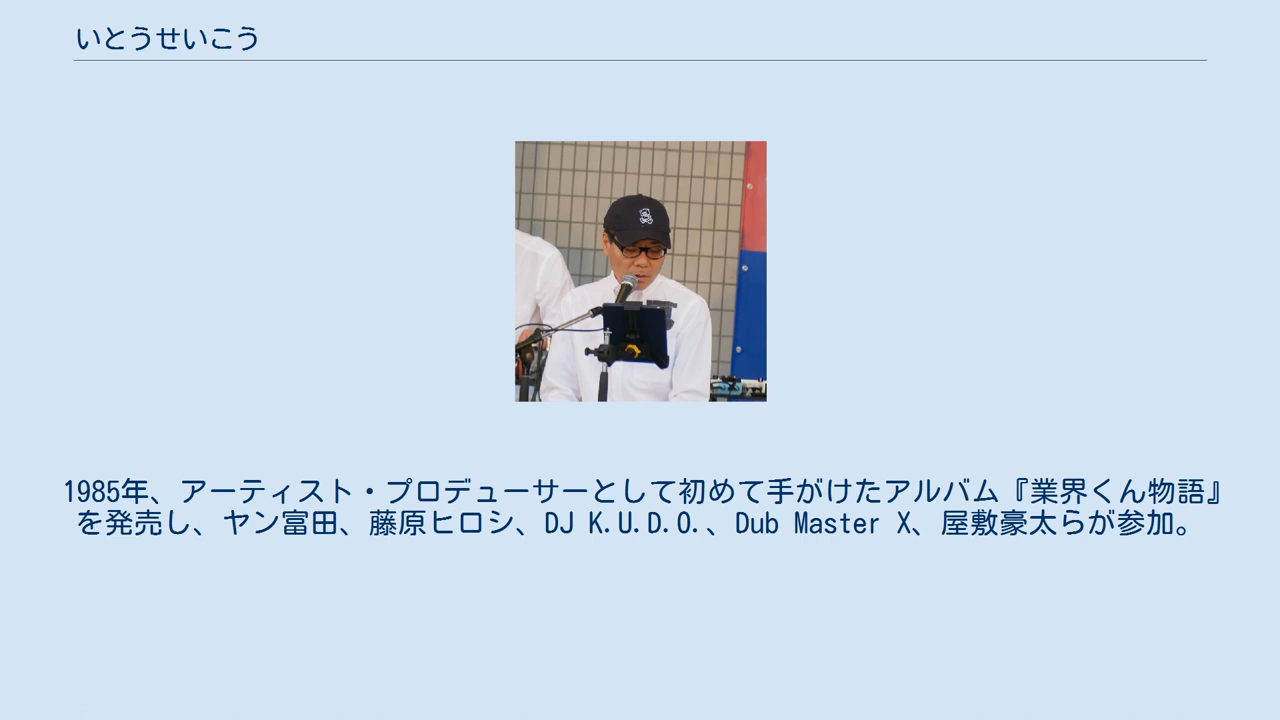 いとうせいこう
1985年、アーティスト・プロデューサーとして初めて手がけたアルバム『業界くん物語』
を発売し、ヤン富田、藤原ヒロシ、DJ K.U.D.O.、Dub Master X、屋敷豪太らが参加。